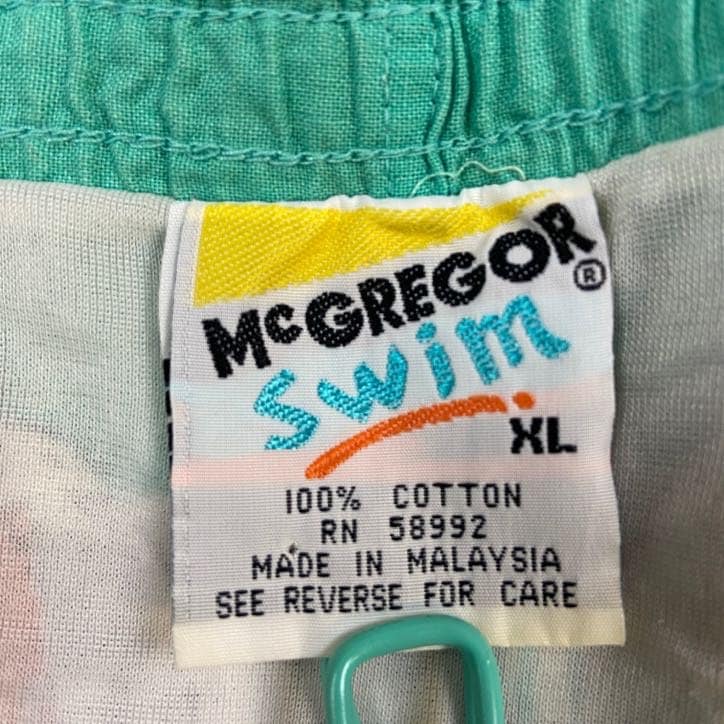 McGREGOR®
swim
XL
100% COTTON
RN 58992
MADE IN MALAYSIA
SEE REVERSE FOR CARE